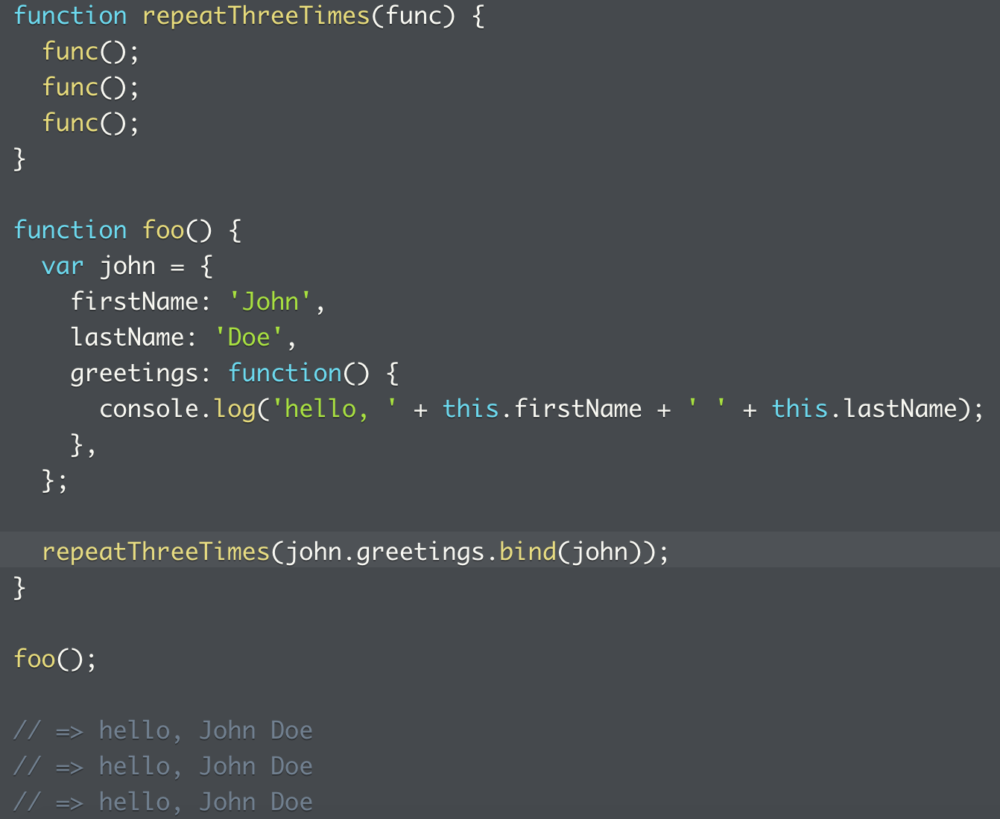 function repeatThreeTimes(func) {
  func();
  func();
  func();
}

function foo() {
  var john = {
    firstName: 'John',
    lastName: 'Doe',
    greetings: function() {
      console.log('hello, ' + this.firstName + ' ' + this.lastName);
    },
  };

  repeatThreeTimes(john.greetings.bind(john));
}

foo();

// => hello, John Doe
// => hello, John Doe
// => hello, John Doe